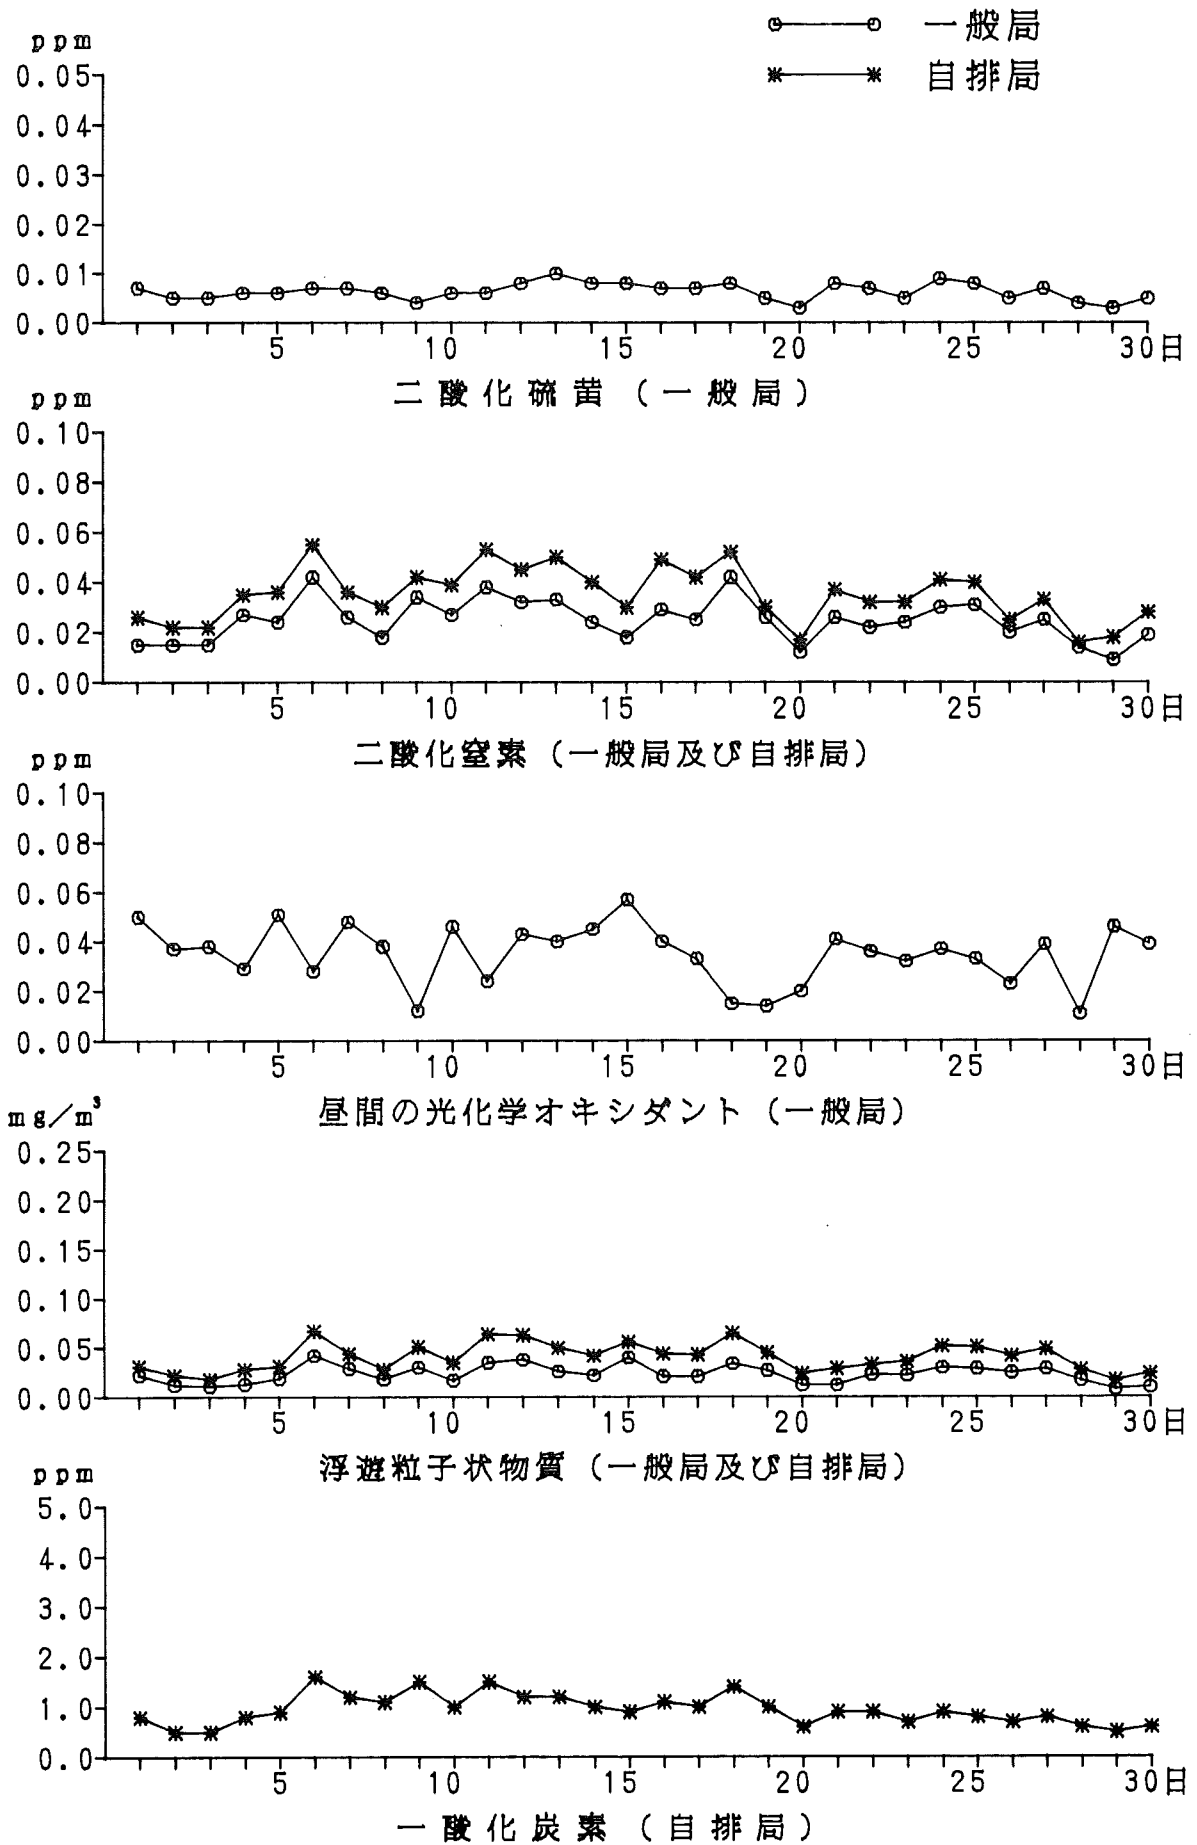 一般局
自排局
ppm
0.05
0.04
0.03
0.02
0.01
0.00
5 10 15 20 25 30日
二酸化硫黄（一般局）
ppm
0.10
0.08
0.06
0.04
0.02
0.00
5 10 15 20 25 30日
二酸化窒素（一般局及び自排局）
ppm
0.10
0.08
0.06
0.04
0.02
0.00
5 10 15 20 25 30日
昼間の光化学オキシダント（一般局）
mg/m³
0.25
0.20
0.15
0.10
0.05
0.00
5 10 15 20 25 30日
浮遊粒子状物質（一般局及び自排局）
ppm
5.0
4.0
3.0
2.0
1.0
0.0
5 10 15 20 25 30日
一酸化炭素（自排局）